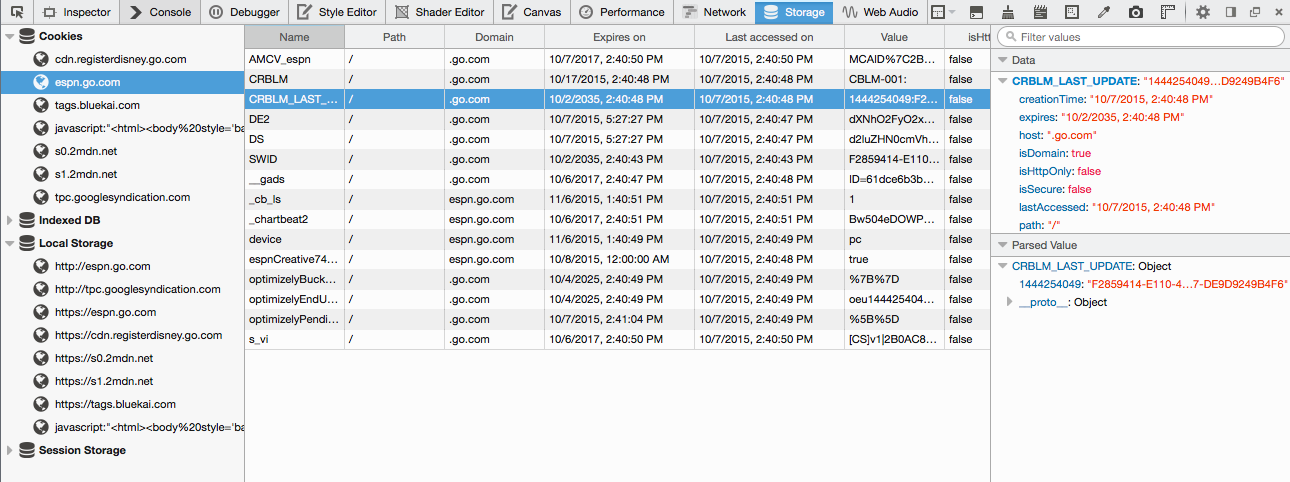 Inspector Console Debugger Style Editor Shader Editor Canvas Performance Network Storage Web Audio
Cookies
cdn.registerdisney.go.com
espn.go.com
tags.bluekai.com
javascript:"<html><body%20style='ba
s0.2mdn.net
s1.2mdn.net
tpc.googlesyndication.com
Indexed DB
Local Storage
http://espn.go.com
http://tpc.googlesyndication.com
https://espn.go.com
https://cdn.registerdisney.go.com
https://s0.2mdn.net
https://s1.2mdn.net
https://tags.bluekai.com
javascript:"<html><body%20style='ba
Session Storage
Name Path Domain Expires on Last accessed on Value isHtt
AMCV_espn / .go.com 10/7/2017, 2:40:50 PM 10/7/2015, 2:40:50 PM MCAID%7C2B… false
CRBLM / .go.com 10/17/2015, 2:40:48 PM 10/7/2015, 2:40:48 PM CBLM-001: false
CRBLM_LAST_… / .go.com 10/2/2035, 2:40:48 PM 10/7/2015, 2:40:48 PM 1444254049:F2… false
DE2 / .go.com 10/7/2015, 5:27:27 PM 10/7/2015, 2:40:47 PM dXNhO2FyO2x… false
DS / .go.com 10/7/2015, 5:27:27 PM 10/7/2015, 2:40:47 PM d2luZHN0cmVh… false
SWID / .go.com 10/2/2035, 2:40:43 PM 10/7/2015, 2:40:43 PM F2859414-E110… false
__gads / .go.com 10/6/2017, 2:40:47 PM 10/7/2015, 2:40:48 PM ID=61dce6b3b… false
_cb_ls / espn.go.com 11/6/2015, 1:40:51 PM 10/7/2015, 2:40:51 PM 1 false
_chartbeat2 / espn.go.com 10/6/2017, 2:40:51 PM 10/7/2015, 2:40:51 PM Bw504eDOWP… false
device / espn.go.com 11/6/2015, 1:40:49 PM 10/7/2015, 2:40:49 PM pc false
espnCreative74… / espn.go.com 10/8/2015, 12:00:00 AM 10/7/2015, 2:40:48 PM true false
optimizelyBuck… / .go.com 10/4/2025, 2:40:49 PM 10/7/2015, 2:40:49 PM %7B%7D false
optimizelyEndU… / .go.com 10/4/2025, 2:40:49 PM 10/7/2015, 2:40:49 PM oeu1444254404… false
optimizelyPendi… / .go.com 10/7/2015, 2:41:04 PM 10/7/2015, 2:40:49 PM %5B%5D false
s_vi / .go.com 10/6/2017, 2:40:50 PM 10/7/2015, 2:40:50 PM [CS]v1|2B0AC8… false
Filter values
Data
CRBLM_LAST_UPDATE: "1444254049…D9249B4F6"
creationTime: "10/7/2015, 2:40:48 PM"
expires: "10/2/2035, 2:40:48 PM"
host: ".go.com"
isDomain: true
isHttpOnly: false
isSecure: false
lastAccessed: "10/7/2015, 2:40:48 PM"
path: "/"
Parsed Value
CRBLM_LAST_UPDATE: Object
1444254049: "F2859414-E110-4…7-DE9D9249B4F6"
__proto__: Object